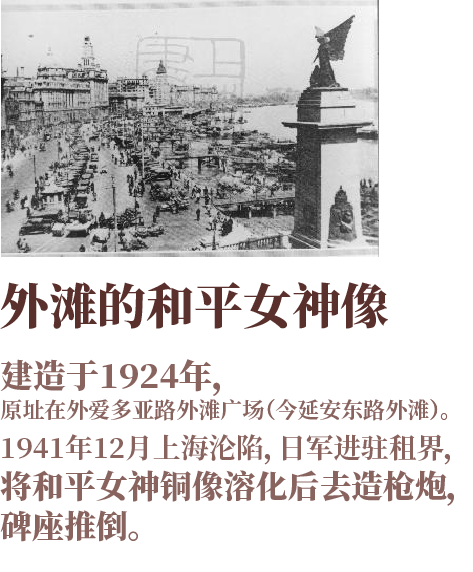 外滩的和平女神像
建造于1924年，
原址在外爱多亚路外滩广场(今延安东路外滩)。
1941年12月上海沦陷，日军进驻租界，
将和平女神铜像溶化后去造枪炮，
碑座推倒。